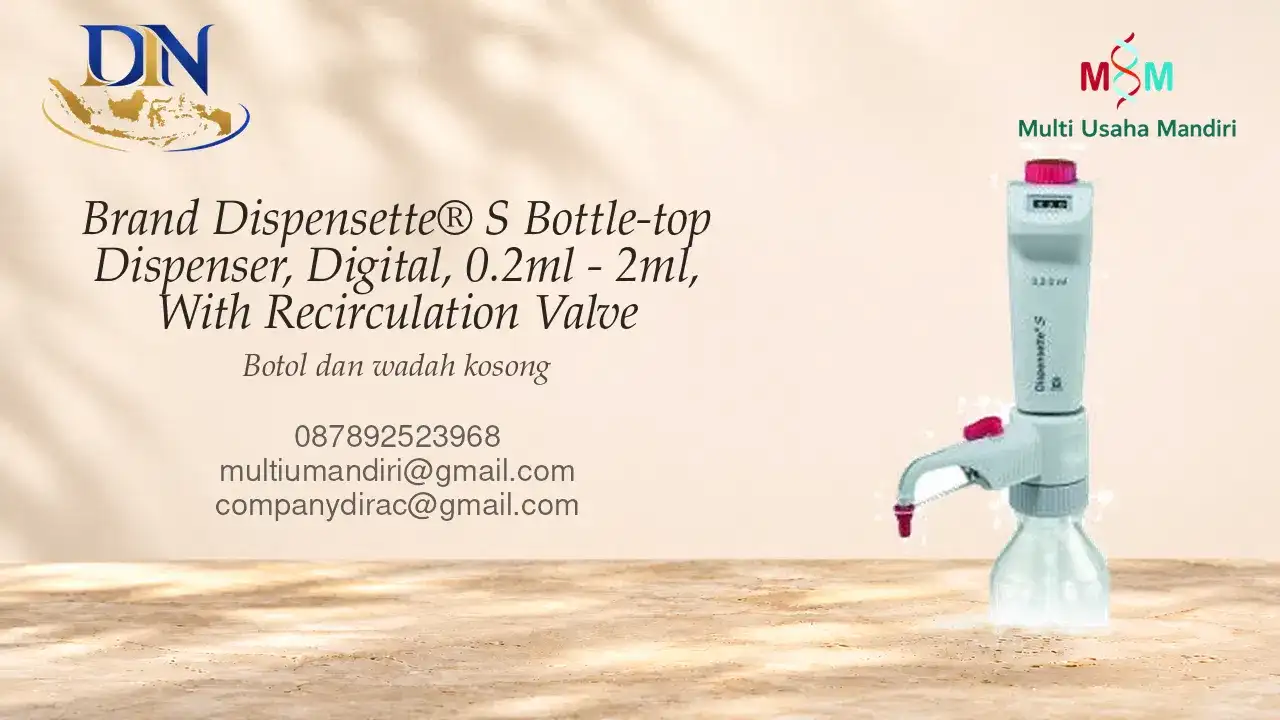 DN
MM
Multi Usaha Mandiri
Brand Dispensette® S Bottle-top
Dispenser, Digital, 0.2ml - 2ml,
With Recirculation Valve
Botol dan wadah kosong
087892523968
multiumandiri@gmail.com
companydirac@gmail.com
Dispensette® S